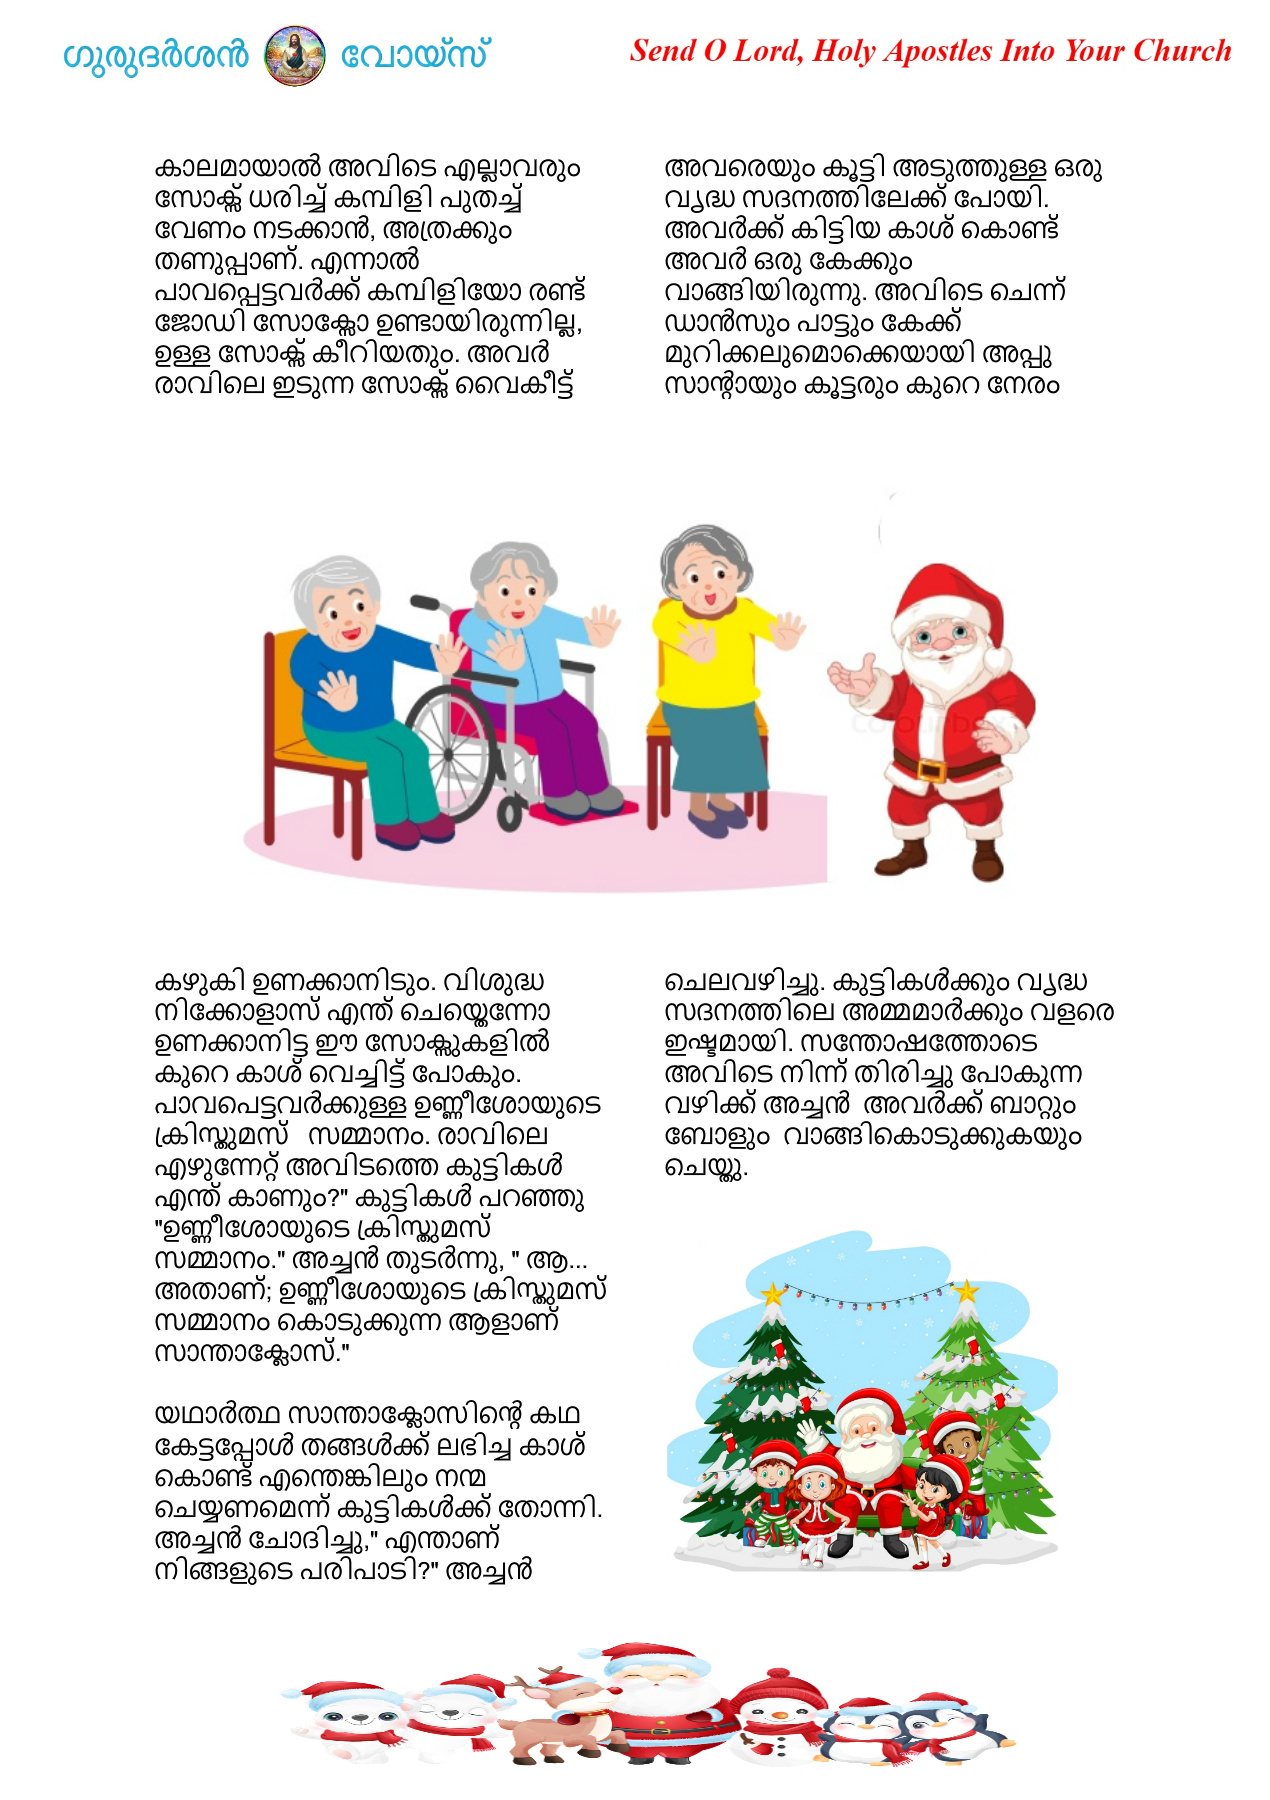 ഗുരുദർശൻ വോയ്സ്
Send O Lord, Holy Apostles Into Your Church
കാലമായാൽ അവിടെ എല്ലാവരും
സോക്സ് ധരിച്ച് കമ്പിളി പുതച്ച്
വേണം നടക്കാൻ, അത്രക്കും
തണുപ്പാണ്. എന്നാൽ
പാവപ്പെട്ടവർക്ക് കമ്പിളിയോ രണ്ട്
ജോഡി സോക്സോ ഉണ്ടായിരുന്നില്ല,
ഉള്ള സോക്സ് കീറിയതും. അവർ
രാവിലെ ഇടുന്ന സോക്സ് വൈകീട്ട്
കഴുകി ഉണക്കാനിടും. വിശുദ്ധ
നിക്കോളാസ് എന്ത് ചെയ്തെന്നോ
ഉണക്കാനിട്ട ഈ സോക്സുകളിൽ
കുറെ കാശ് വെച്ചിട്ട് പോകും.
പാവപെട്ടവർക്കുള്ള ഉണ്ണീശോയുടെ
ക്രിസ്തുമസ് സമ്മാനം. രാവിലെ
എഴുന്നേറ്റ് അവിടത്തെ കുട്ടികൾ
എന്ത് കാണും?" കുട്ടികൾ പറഞ്ഞു
"ഉണ്ണീശോയുടെ ക്രിസ്തുമസ്
സമ്മാനം." അച്ചൻ തുടർന്നു, " ആ...
അതാണ്; ഉണ്ണീശോയുടെ ക്രിസ്തുമസ്
സമ്മാനം കൊടുക്കുന്ന ആളാണ്
സാന്താക്ലോസ്."
യഥാർത്ഥ സാന്താക്ലോസിന്റെ കഥ
കേട്ടപ്പോൾ തങ്ങൾക്ക് ലഭിച്ച കാശ്
കൊണ്ട് എന്തെങ്കിലും നന്മ
ചെയ്യണമെന്ന് കുട്ടികൾക്ക് തോന്നി.
അച്ചൻ ചോദിച്ചു," എന്താണ്
നിങ്ങളുടെ പരിപാടി?" അച്ചൻ
അവരെയും കൂട്ടി അടുത്തുള്ള ഒരു
വൃദ്ധ സദനത്തിലേക്ക് പോയി.
അവർക്ക് കിട്ടിയ കാശ് കൊണ്ട്
അവർ ഒരു കേക്കും
വാങ്ങിയിരുന്നു. അവിടെ ചെന്ന്
ഡാൻസും പാട്ടും കേക്ക്
മുറിക്കലുമൊക്കെയായി അപ്പു
സാന്റായും കൂട്ടരും കുറെ നേരം
ചെലവഴിച്ചു. കുട്ടികൾക്കും വൃദ്ധ
സദനത്തിലെ അമ്മമാർക്കും വളരെ
ഇഷ്ടമായി. സന്തോഷത്തോടെ
അവിടെ നിന്ന് തിരിച്ചു പോകുന്ന
വഴിക്ക് അച്ചൻ അവർക്ക് ബാറ്റും
ബോളും വാങ്ങികൊടുക്കുകയും
ചെയ്തു.